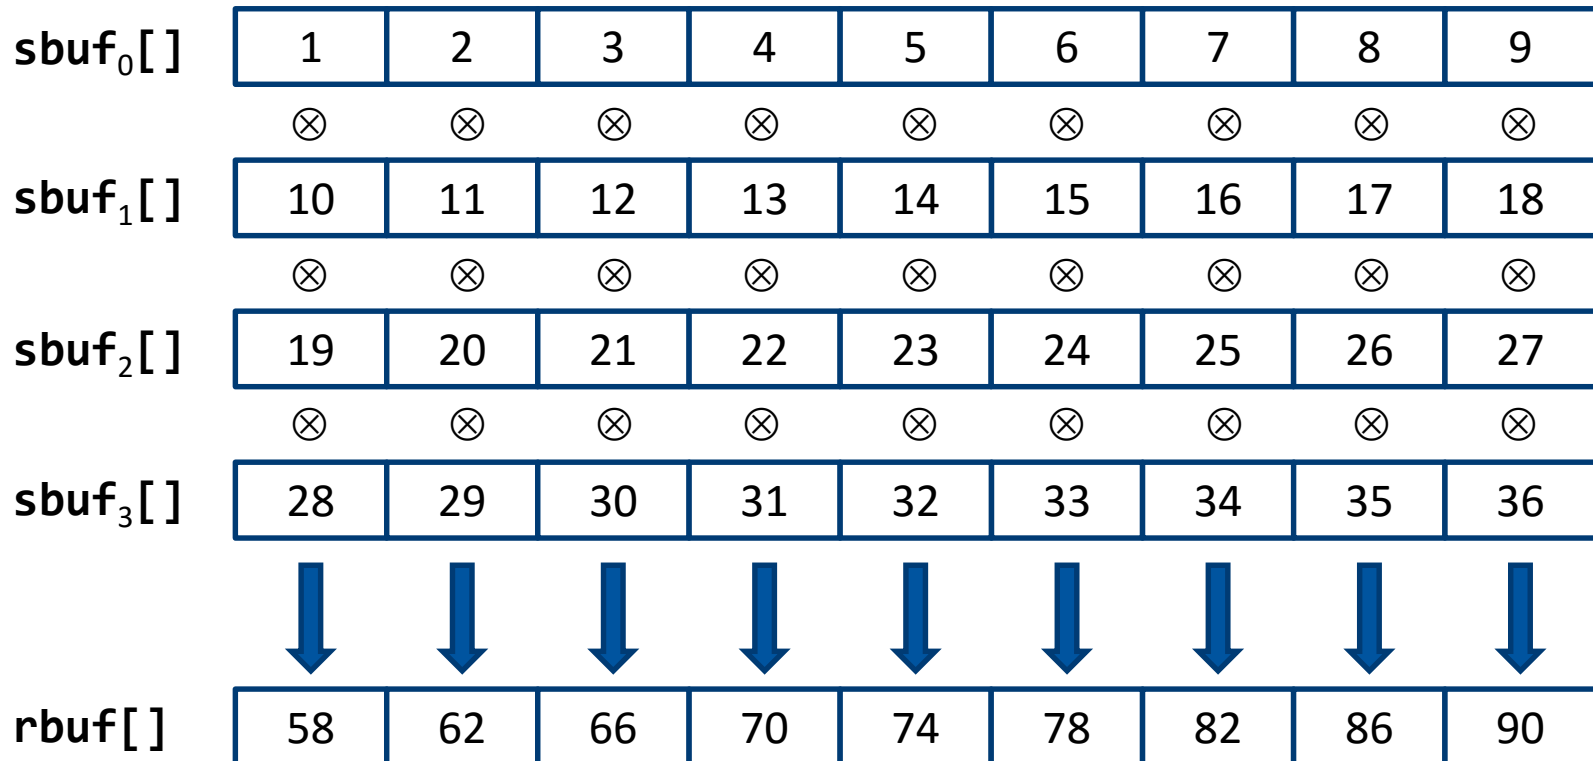 sbuf₀[] 1 2 3 4 5 6 7 8 9
⊗ ⊗ ⊗ ⊗ ⊗ ⊗ ⊗ ⊗ ⊗
sbuf₁[] 10 11 12 13 14 15 16 17 18
⊗ ⊗ ⊗ ⊗ ⊗ ⊗ ⊗ ⊗ ⊗
sbuf₂[] 19 20 21 22 23 24 25 26 27
⊗ ⊗ ⊗ ⊗ ⊗ ⊗ ⊗ ⊗ ⊗
sbuf₃[] 28 29 30 31 32 33 34 35 36
rbuf[] 58 62 66 70 74 78 82 86 90